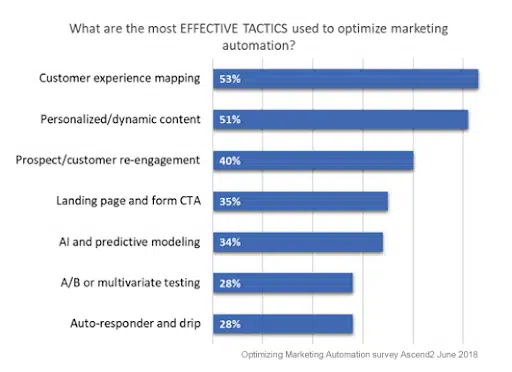 What are the most EFFECTIVE TACTICS used to optimize marketing
automation?
Customer experience mapping 53%
Personalized/dynamic content 51%
Prospect/customer re-engagement 40%
Landing page and form CTA 35%
AI and predictive modeling 34%
A/B or multivariate testing 28%
Auto-responder and drip 28%
Optimizing Marketing Automation survey Ascend2 June 2018